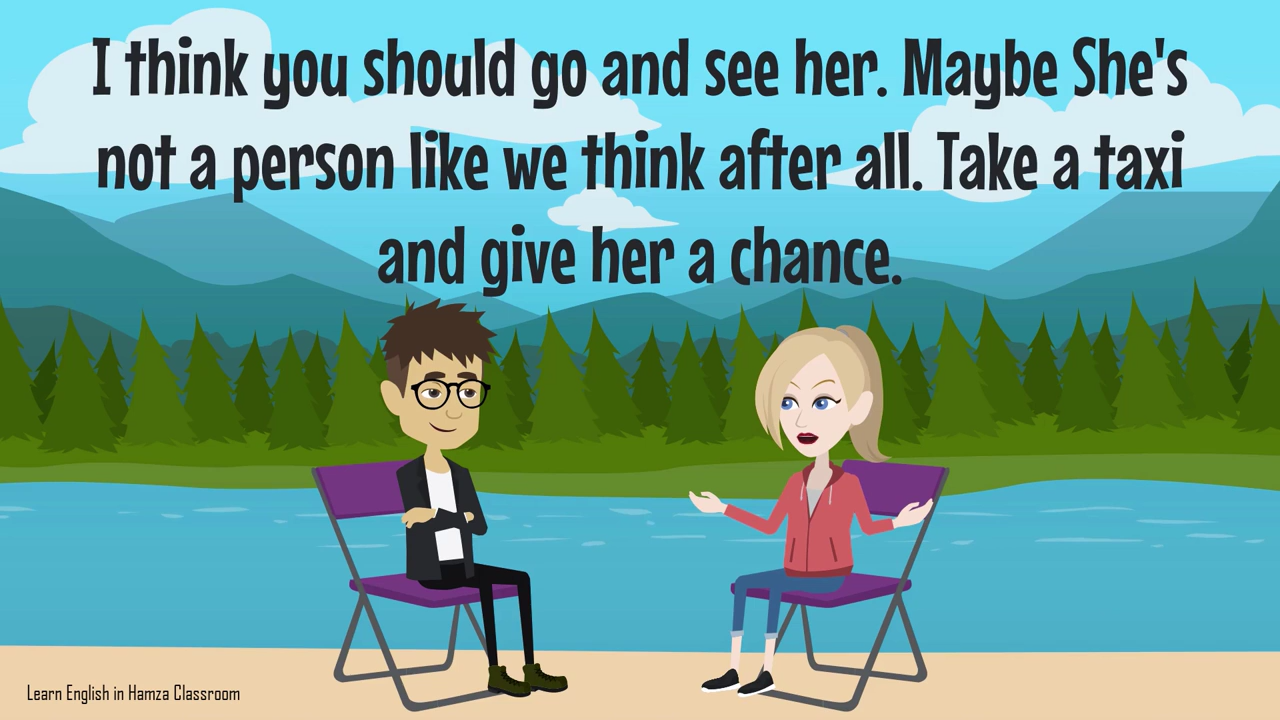 I think you should go and see her. Maybe She's
not a person like we think after all. Take a taxi
and give her a chance.
Learn English in Hamza Classroom